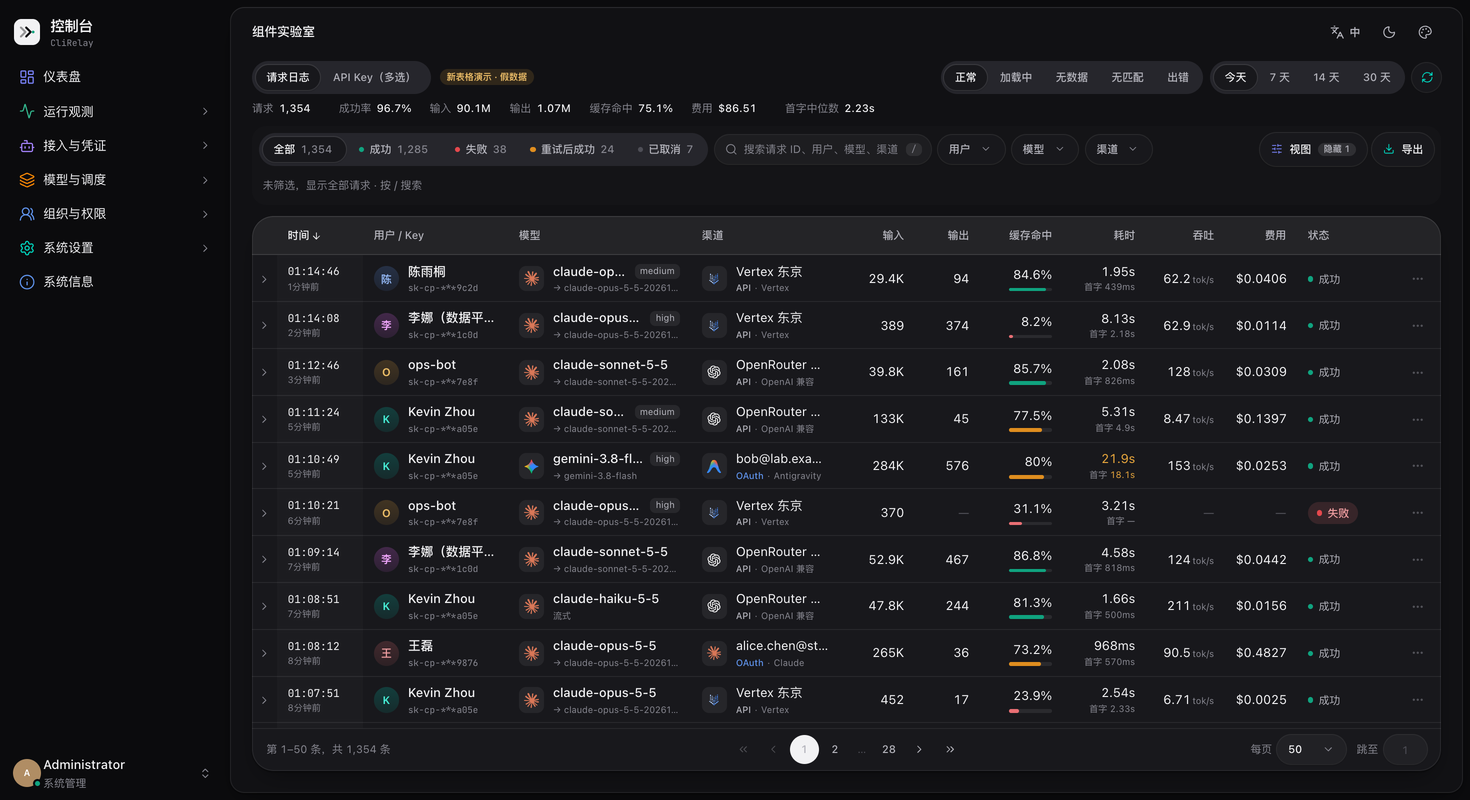 控制台
CliRelay
仪表盘
运行观测
接入与凭证
模型与调度
组织与权限
系统设置
系统信息
A
Administrator
系统管理
组件实验室
中
请求日志 API Key（多选） 新表格演示 · 假数据
正常 加载中 无数据 无匹配 出错 今天 7 天 14 天 30 天
请求 1,354 成功率 96.7% 输入 90.1M 输出 1.07M 缓存命中 75.1% 费用 $86.51 首字中位数 2.23s
全部 1,354 成功 1,285 失败 38 重试后成功 24 已取消 7 搜索请求 ID、用户、模型、渠道 / 用户 模型 渠道 视图 隐藏 1 导出
未筛选，显示全部请求 · 按 / 搜索
时间 ↓ 用户 / Key 模型 渠道 输入 输出 缓存命中 耗时 吞吐 费用 状态
01:14:46 陈 陈雨桐 claude-op... medium Vertex 东京 29.4K 94 84.6% 1.95s 62.2 tok/s $0.0406 成功 ···
1分钟前 sk-cp-***9c2d → claude-opus-5-5-20261... API · Vertex 首字 439ms
01:14:08 李 李娜（数据平... claude-opus... high Vertex 东京 389 374 8.2% 8.13s 62.9 tok/s $0.0114 成功 ···
2分钟前 sk-cp-***1c0d → claude-opus-5-5-20261... API · Vertex 首字 2.18s
01:12:46 O ops-bot claude-sonnet-5-5 OpenRouter ... 39.8K 161 85.7% 2.08s 128 tok/s $0.0309 成功 ···
3分钟前 sk-cp-***7e8f → claude-sonnet-5-5-202... API · OpenAI 兼容 首字 826ms
01:11:24 K Kevin Zhou claude-so... medium OpenRouter ... 133K 45 77.5% 5.31s 8.47 tok/s $0.1397 成功 ···
5分钟前 sk-cp-***a05e → claude-sonnet-5-5-202... API · OpenAI 兼容 首字 4.9s
01:10:49 K Kevin Zhou gemini-3.8-fl... high bob@lab.exa... 284K 576 80% 21.9s 153 tok/s $0.0253 成功 ···
5分钟前 sk-cp-***a05e → gemini-3.8-flash OAuth · Antigravity 首字 18.1s
01:10:21 O ops-bot claude-opus... high Vertex 东京 370 — 31.1% 3.21s — — 失败 ···
6分钟前 sk-cp-***7e8f → claude-opus-5-5-20261... API · Vertex 首字 —
01:09:14 李 李娜（数据平... claude-sonnet-5-5 OpenRouter ... 52.9K 467 86.8% 4.58s 124 tok/s $0.0442 成功 ···
7分钟前 sk-cp-***1c0d → claude-sonnet-5-5-202... API · OpenAI 兼容 首字 818ms
01:08:51 K Kevin Zhou claude-haiku-5-5 OpenRouter ... 47.8K 244 81.3% 1.66s 211 tok/s $0.0156 成功 ···
7分钟前 sk-cp-***a05e 流式 API · OpenAI 兼容 首字 500ms
01:08:12 王 王磊 claude-opus-5-5 alice.chen@st... 265K 36 73.2% 968ms 90.5 tok/s $0.4827 成功 ···
8分钟前 sk-cp-***9876 → claude-opus-5-5-20261... OAuth · Claude 首字 570ms
01:07:51 K Kevin Zhou claude-opus-5-5 Vertex 东京 452 17 23.9% 2.54s 6.71 tok/s $0.0025 成功 ···
8分钟前 sk-cp-***a05e → claude-opus-5-5-20261... API · Vertex 首字 2.33s
第 1–50 条，共 1,354 条 « ‹ 1 2 ... 28 › » 每页 50 跳至 1